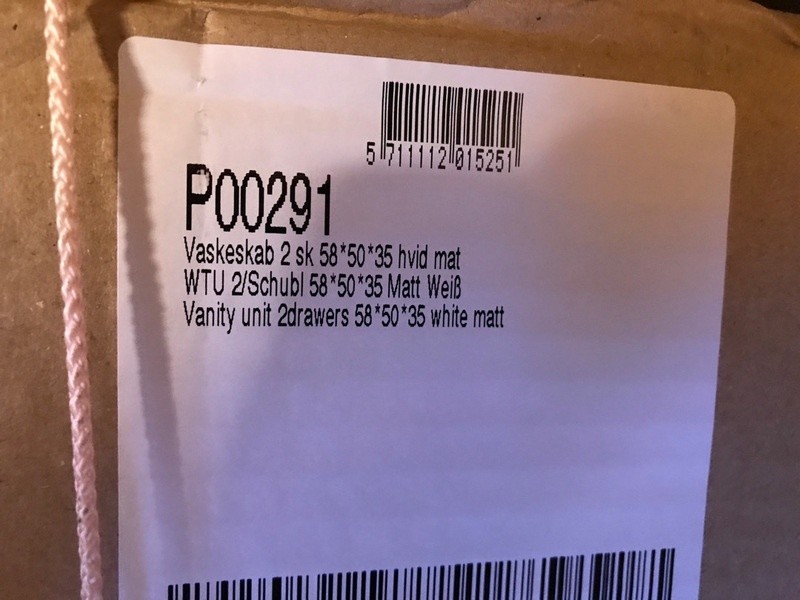 5 711112 015251
P00291
Vaskeskab 2 sk 58*50*35 hvid mat
WTU 2/Schubl 58*50*35 Matt Weiß
Vanity unit 2drawers 58*50*35 white matt